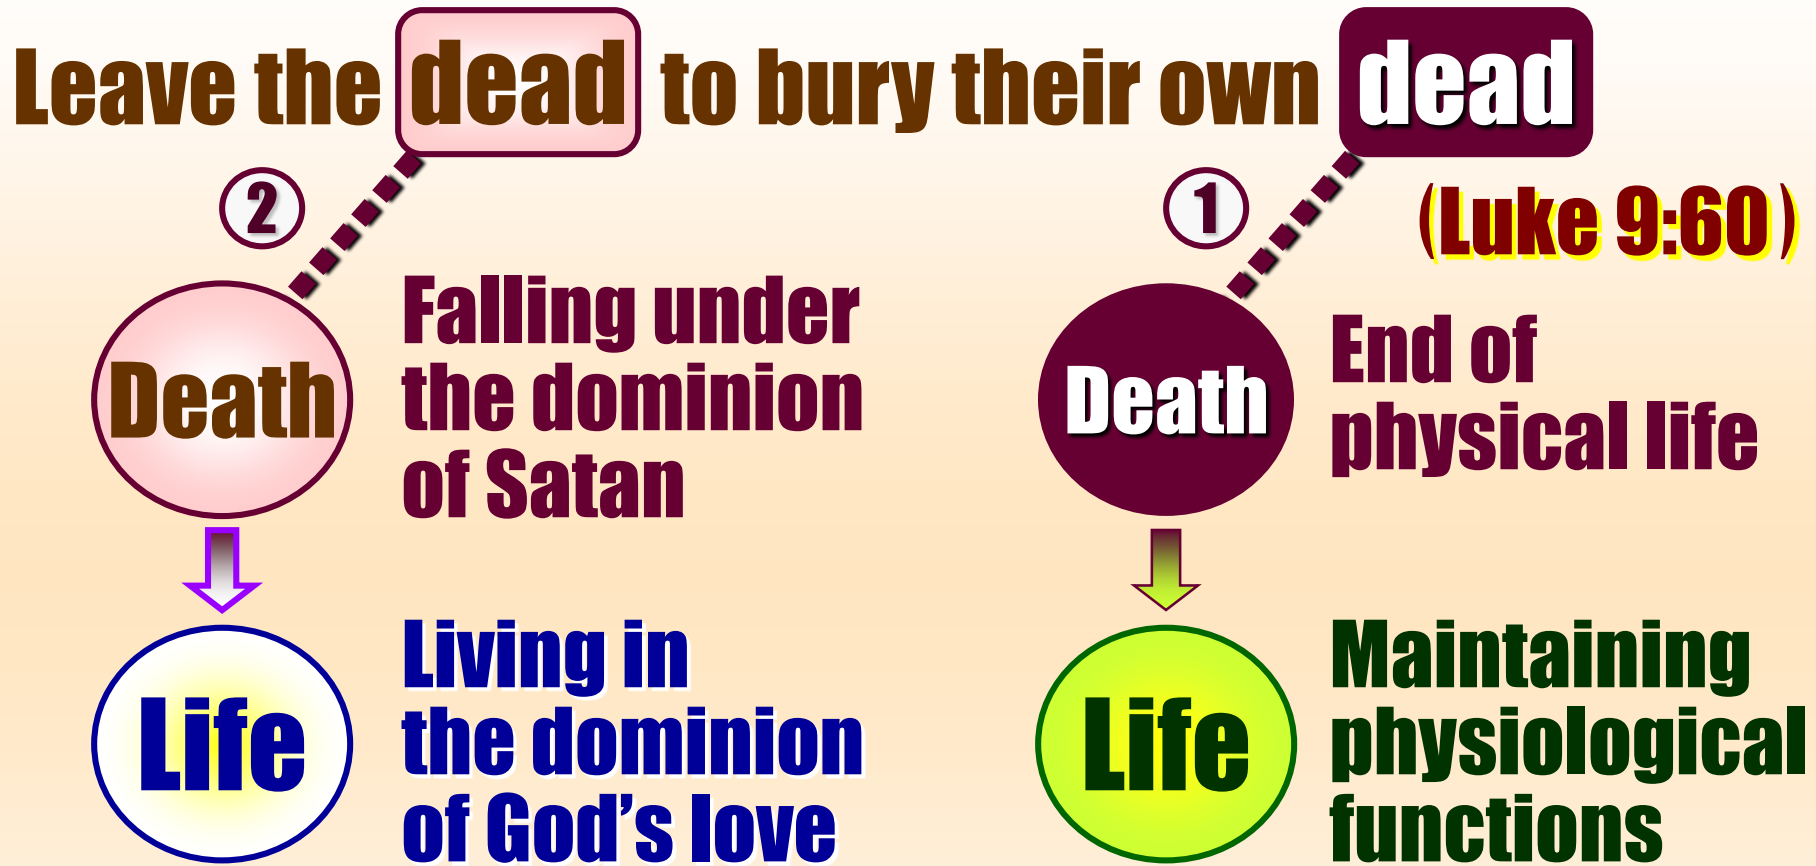 Leave the dead to bury their own dead
(Luke 9:60)
2
Death
Falling under
the dominion
of Satan
Life
Living in
the dominion
of God's love
1
Death
End of
physical life
Life
Maintaining
physiological
functions